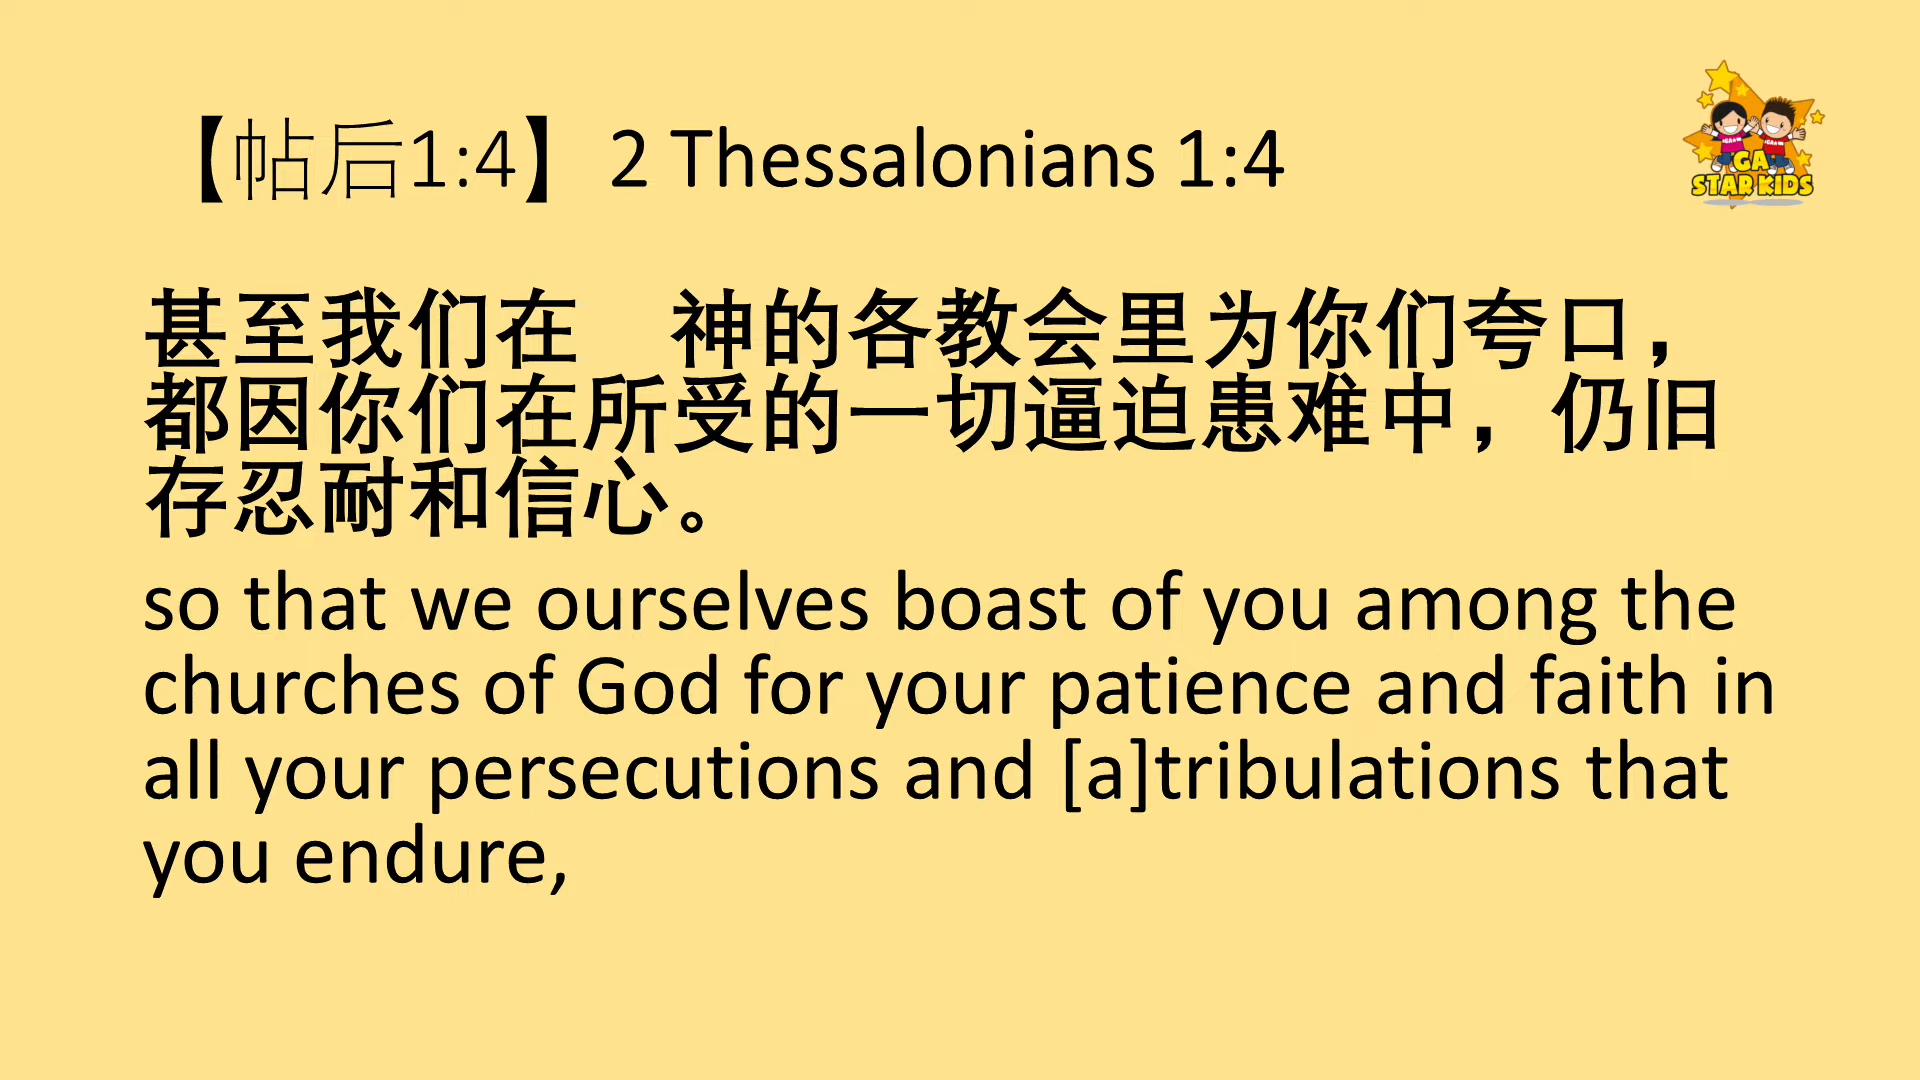 【帖后1:4】 2 Thessalonians 1:4
GA
STAR KIDS
甚至我们在　神的各教会里为你们夸口，
都因你们在所受的一切逼迫患难中，仍旧
存忍耐和信心。
so that we ourselves boast of you among the
churches of God for your patience and faith in
all your persecutions and [a]tribulations that
you endure,